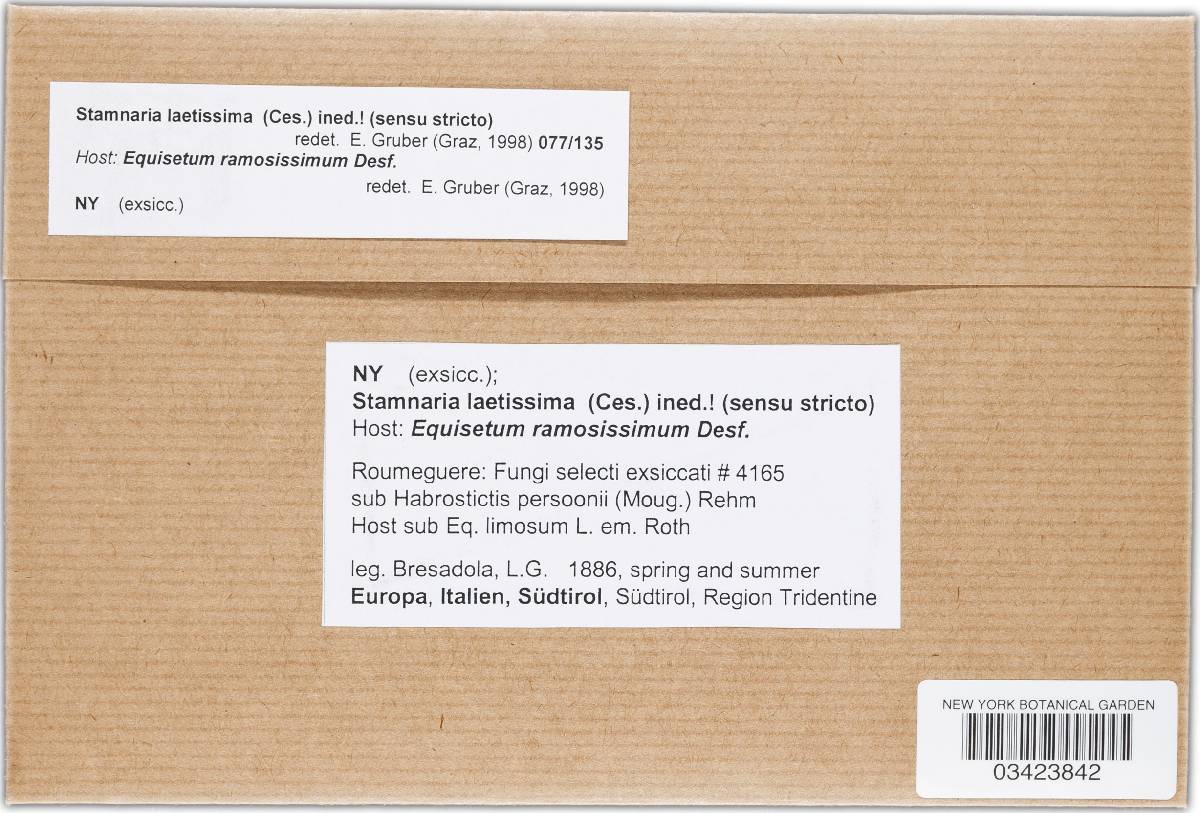 Stamnaria laetissima (Ces.) ined.! (sensu stricto)
redet. E. Gruber (Graz, 1998) 077/135
Host: Equisetum ramosissimum Desf.
redet. E. Gruber (Graz, 1998)
NY (exsicc.)
NY (exsicc.);
Stamnaria laetissima (Ces.) ined.! (sensu stricto)
Host: Equisetum ramosissimum Desf.
Roumeguere: Fungi selecti exsiccati # 4165
sub Habrostictis persoonii (Moug.) Rehm
Host sub Eq. limosum L. em. Roth
leg. Bresadola, L.G. 1886, spring and summer
Europa, Italien, Südtirol, Südtirol, Region Tridentine
NEW YORK BOTANICAL GARDEN
03423842